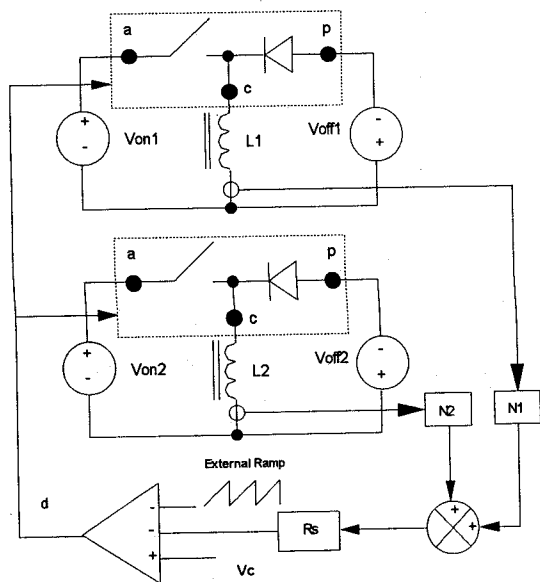 a
p
c
+
-
Von1
L1
Voff1
-
+
a
p
c
+
-
Von2
L2
Voff2
-
+
N2
N1
External Ramp
d
-
-
+
Rs
+
+
Vc